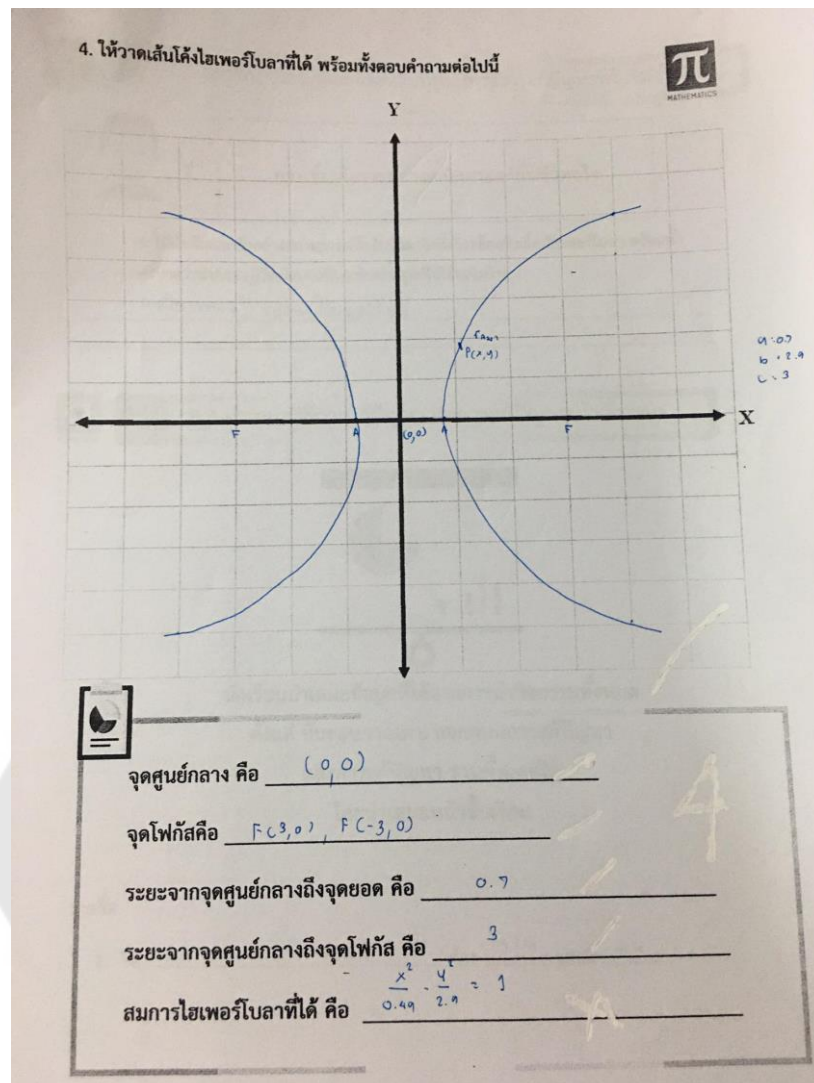 4. ให้วาดเส้นโค้งไฮเพอร์โบลาที่ได้ พร้อมทั้งตอบคำถามต่อไปนี้
π
MATHEMATICS
Y
P(x,y)
a = 0.7
b = 2.9
c = 3
F A (0,0) A F X
จุดศูนย์กลาง คือ (0,0)
จุดโฟกัสคือ F(3,0), F(-3,0)
ระยะจากจุดศูนย์กลางถึงจุดยอด คือ 0.7
ระยะจากจุดศูนย์กลางถึงจุดโฟกัส คือ 3
สมการไฮเพอร์โบลาที่ได้ คือ x²/0.49 - y²/2.9 = 1
4